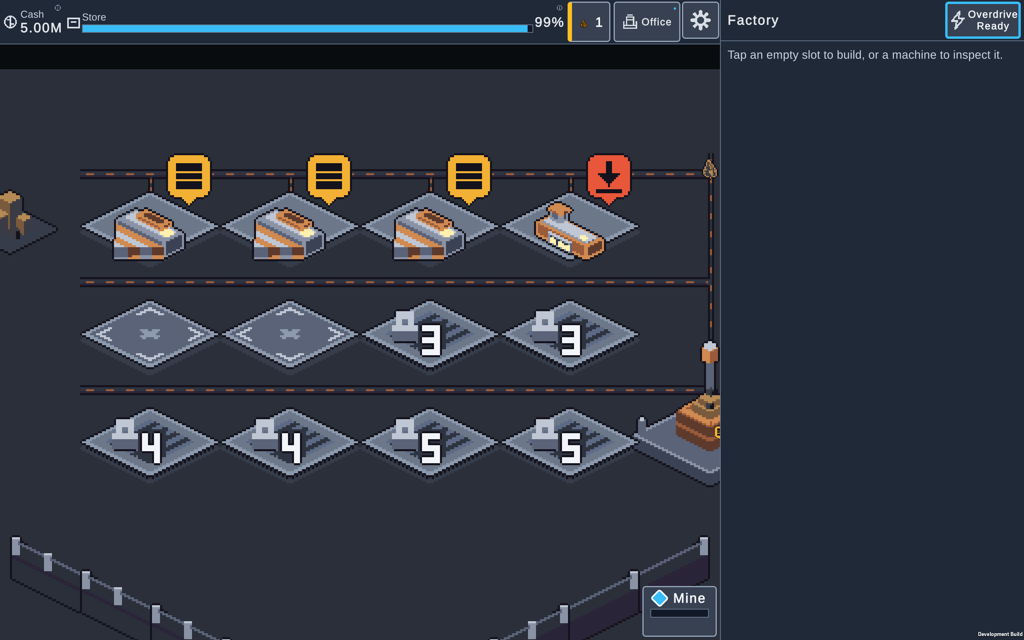 Cash
5.00M
Store
99%
1
Office
Factory
Overdrive
Ready
Tap an empty slot to build, or a machine to inspect it.
3
3
4
4
5
5
Mine
Development Build